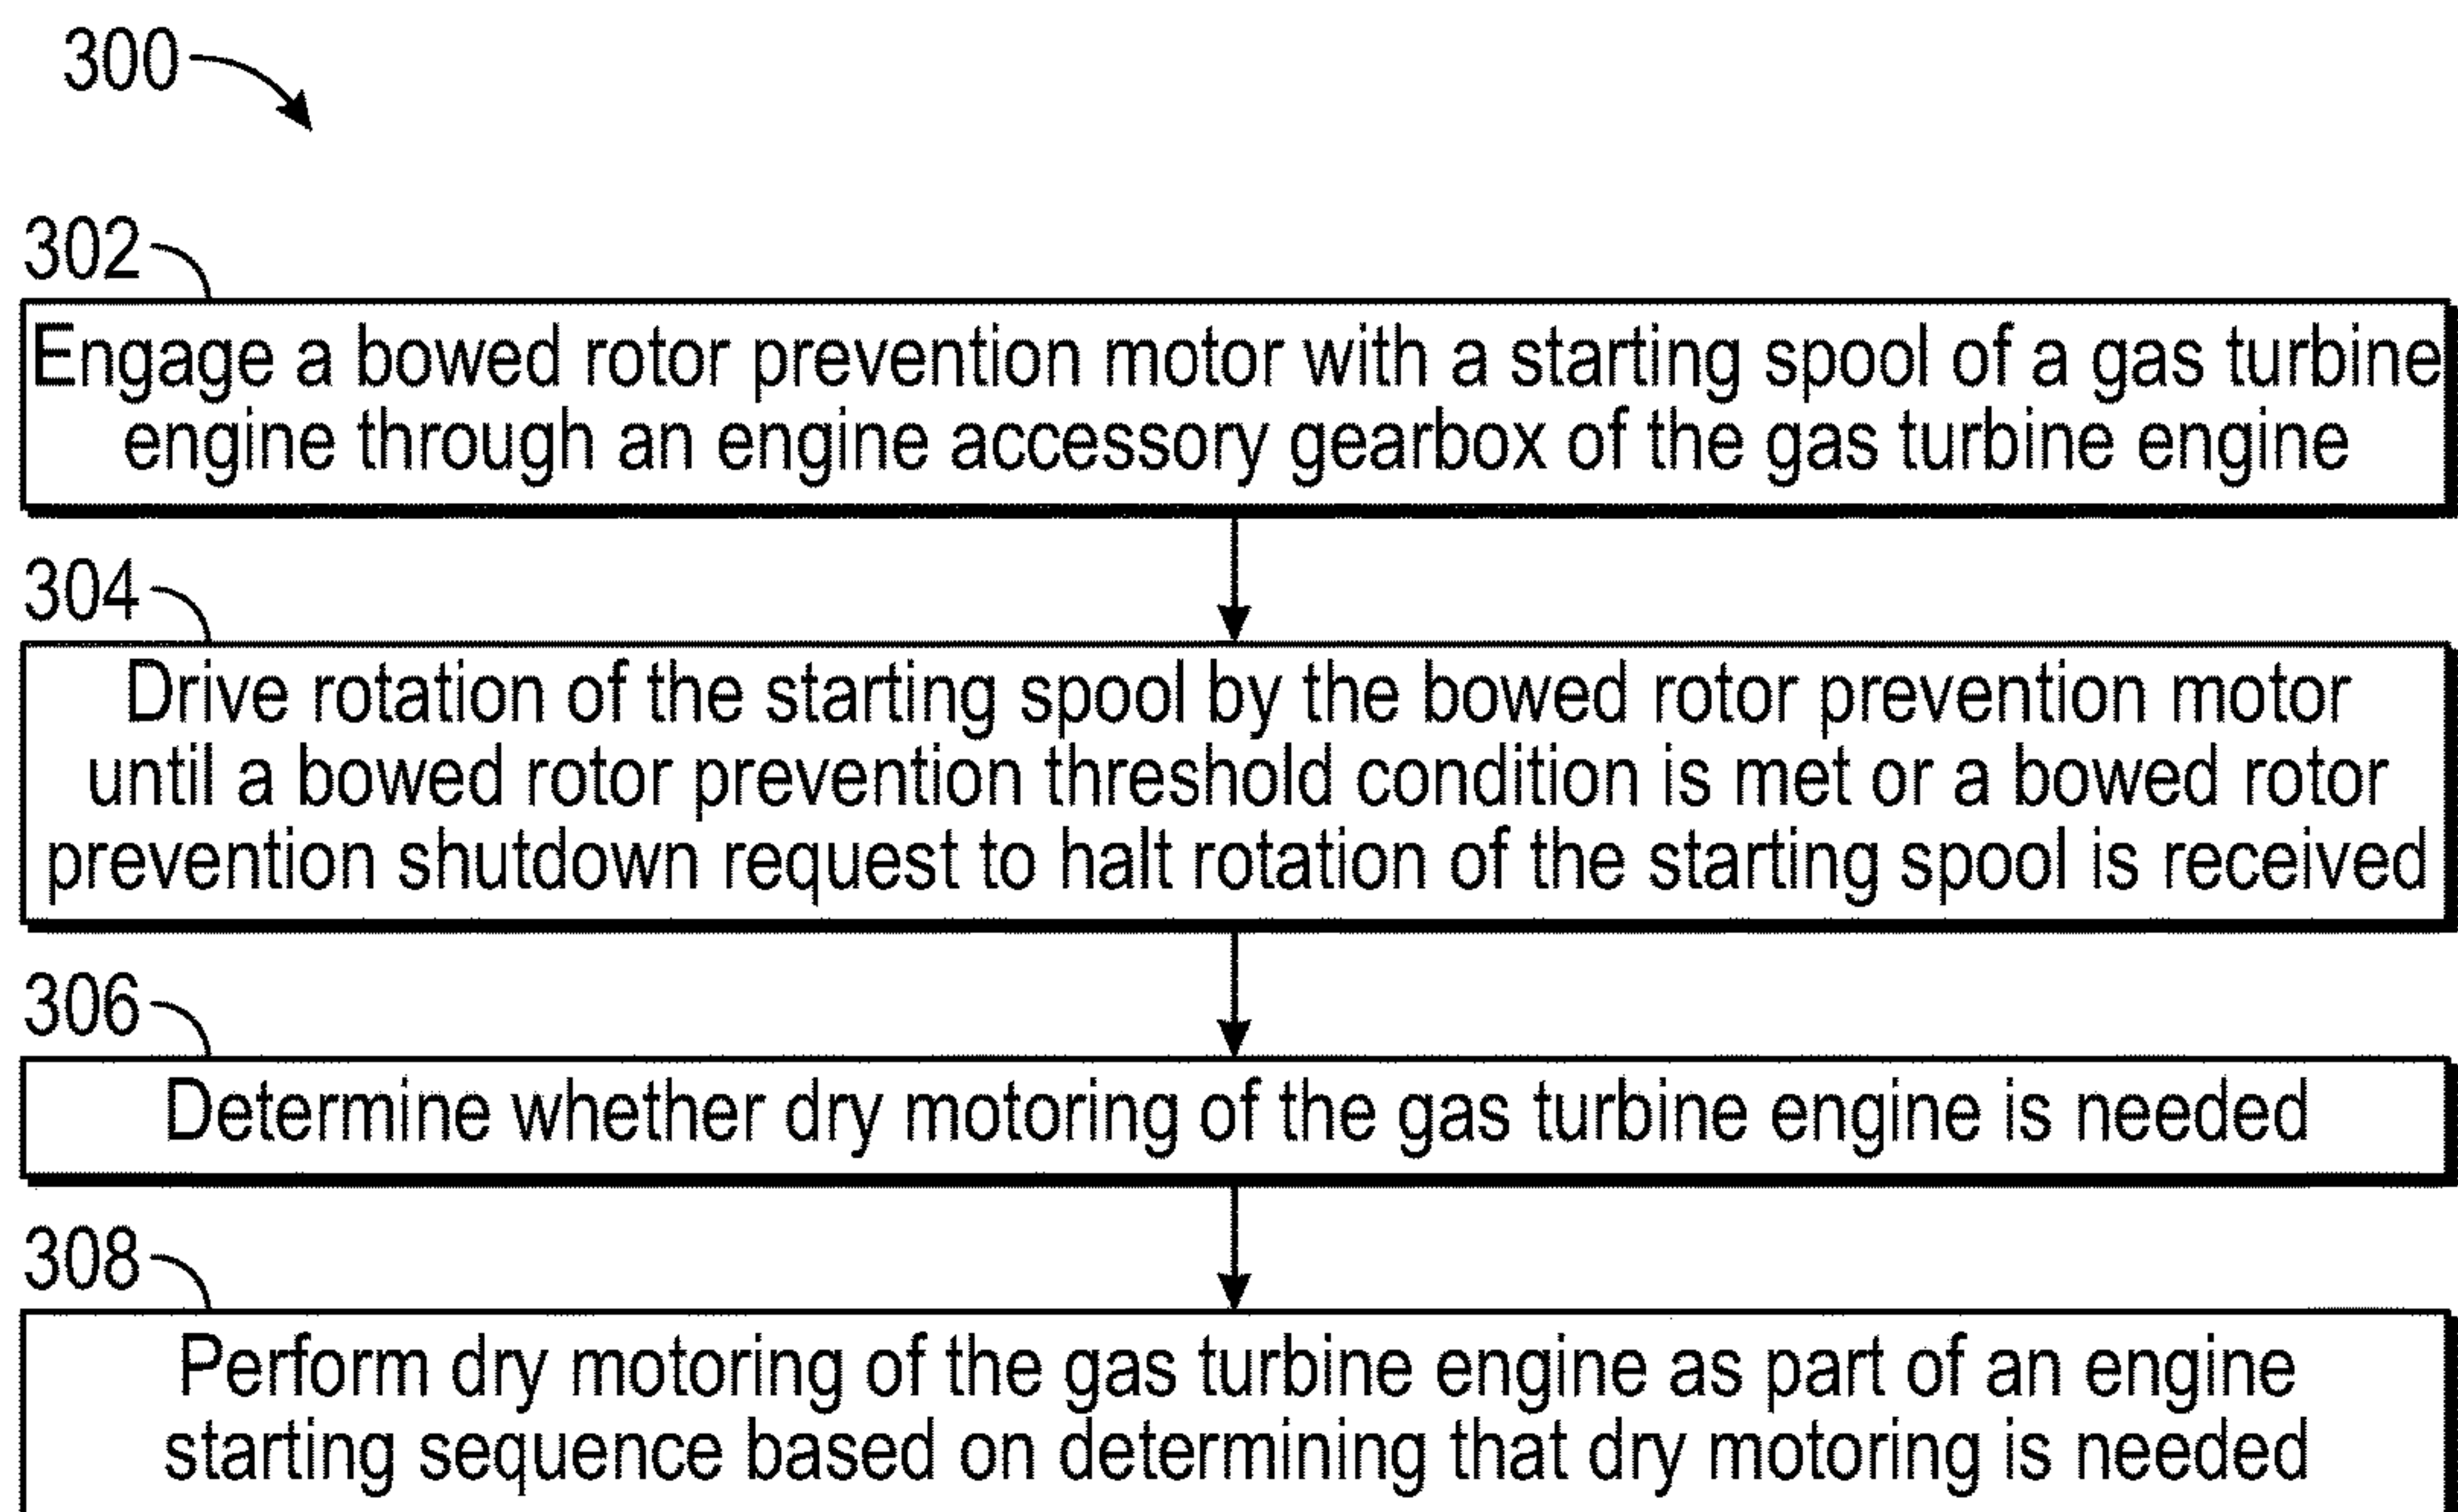 300
302
Engage a bowed rotor prevention motor with a starting spool of a gas turbine
engine through an engine accessory gearbox of the gas turbine engine
304
Drive rotation of the starting spool by the bowed rotor prevention motor
until a bowed rotor prevention threshold condition is met or a bowed rotor
prevention shutdown request to halt rotation of the starting spool is received
306
Determine whether dry motoring of the gas turbine engine is needed
308
Perform dry motoring of the gas turbine engine as part of an engine
starting sequence based on determining that dry motoring is needed